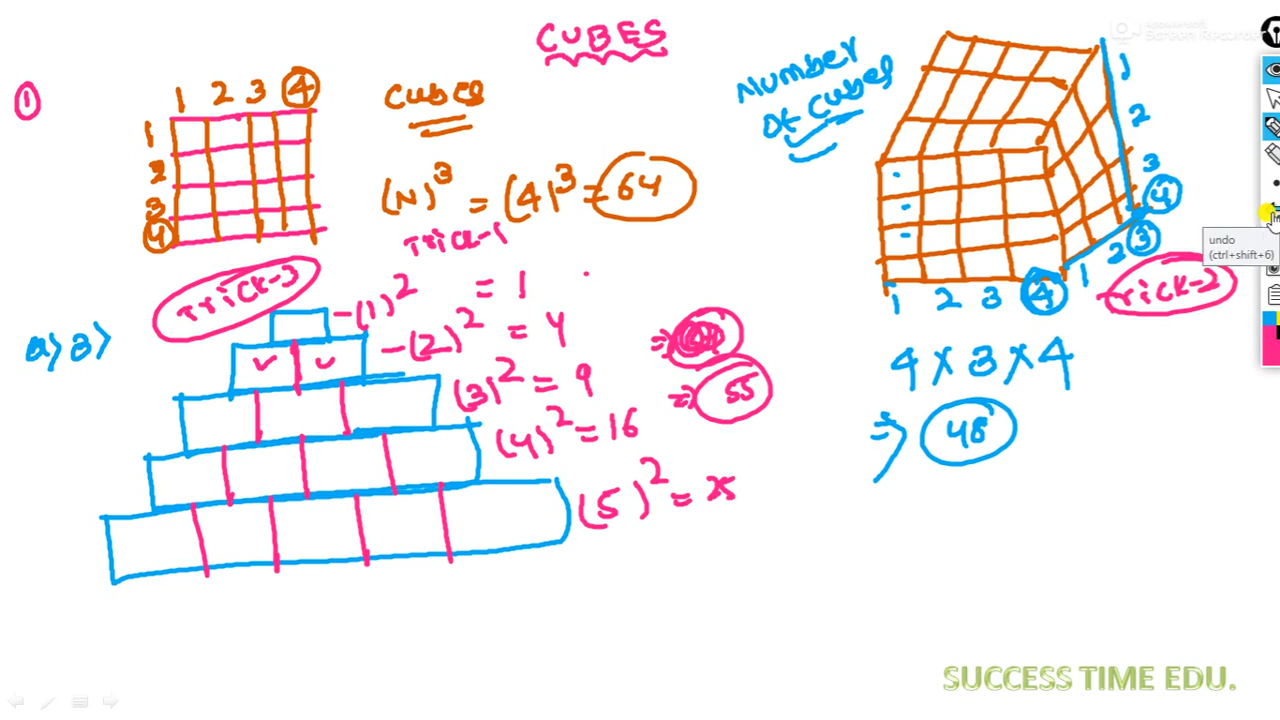 CUBES
1
1 2 3 4
1
2
3
4
Cubes
(N)³ = (4)³ = 64
Trick-1
Number
of Cubes
1
2
3
4
1 2 3
1 2 3 4
Trick-2
4 x 3 x 4
⇒ 48
Trick-3
-(1)² = 1
-(2)² = 4
(3)² = 9
(4)² = 16
(5)² = 25
⇒ 55
undo
(ctrl+shift+6)
Screen Recorder
SUCCESS TIME EDU.